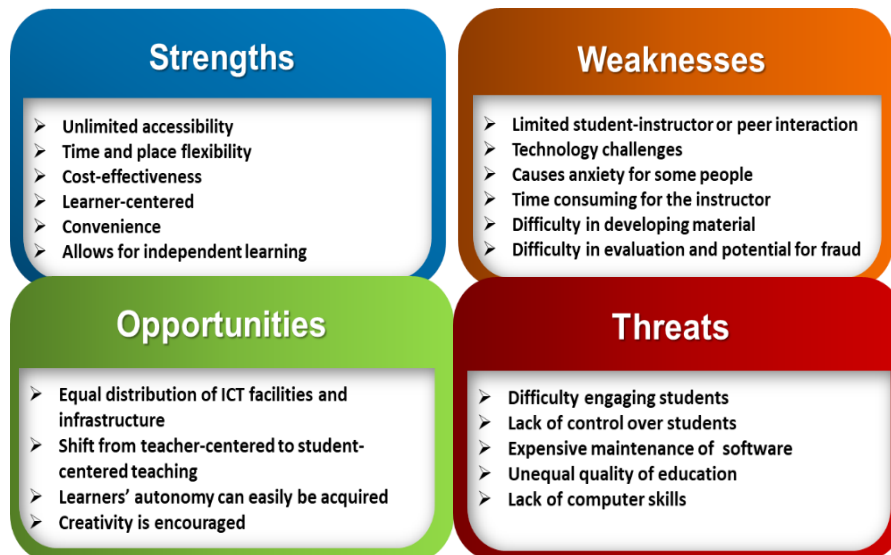 Strengths
➢ Unlimited accessibility
➢ Time and place flexibility
➢ Cost-effectiveness
➢ Learner-centered
➢ Convenience
➢ Allows for independent learning
Weaknesses
➢ Limited student-instructor or peer interaction
➢ Technology challenges
➢ Causes anxiety for some people
➢ Time consuming for the instructor
➢ Difficulty in developing material
➢ Difficulty in evaluation and potential for fraud
Opportunities
➢ Equal distribution of ICT facilities and
infrastructure
➢ Shift from teacher-centered to student-
centered teaching
➢ Learners’ autonomy can easily be acquired
➢ Creativity is encouraged
Threats
➢ Difficulty engaging students
➢ Lack of control over students
➢ Expensive maintenance of software
➢ Unequal quality of education
➢ Lack of computer skills